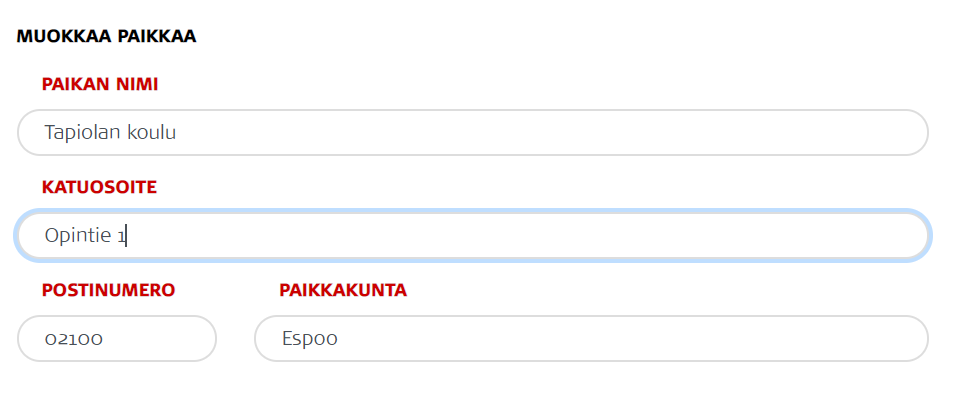 MUOKKAA PAIKKAA
PAIKAN NIMI
Tapiolan koulu
KATUOSOITE
Opintie 1
POSTINUMERO PAIKKAKUNTA
02100 Espoo